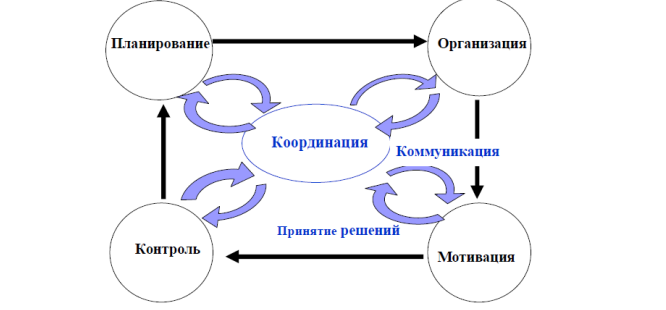 Планирование
Организация
Координация
Коммуникация
Принятие решений
Контроль
Мотивация